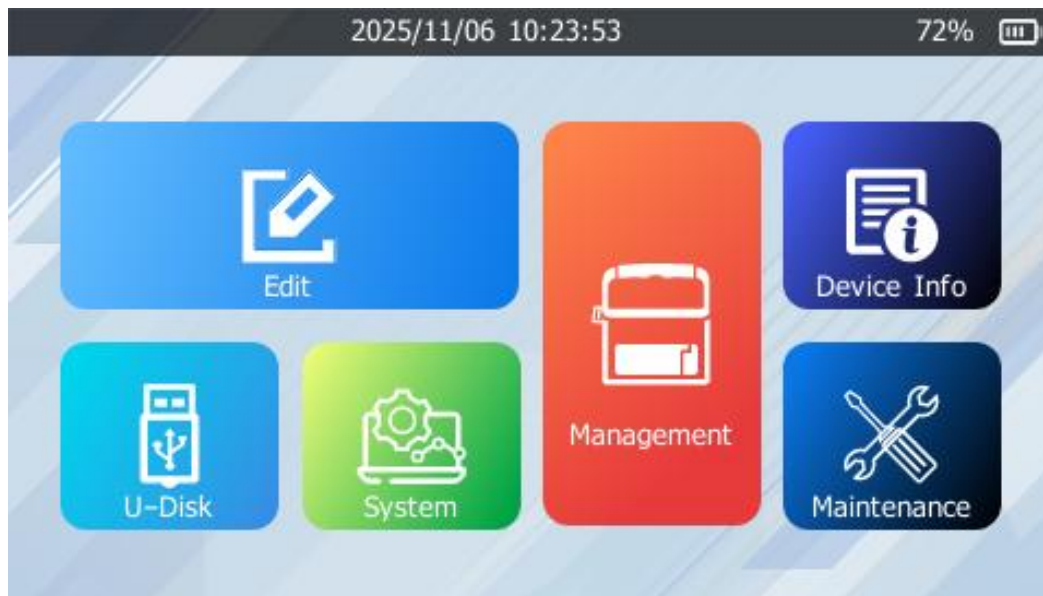 2025/11/06 10:23:53
72%
Edit
Management
Device Info
U-Disk
System
Maintenance